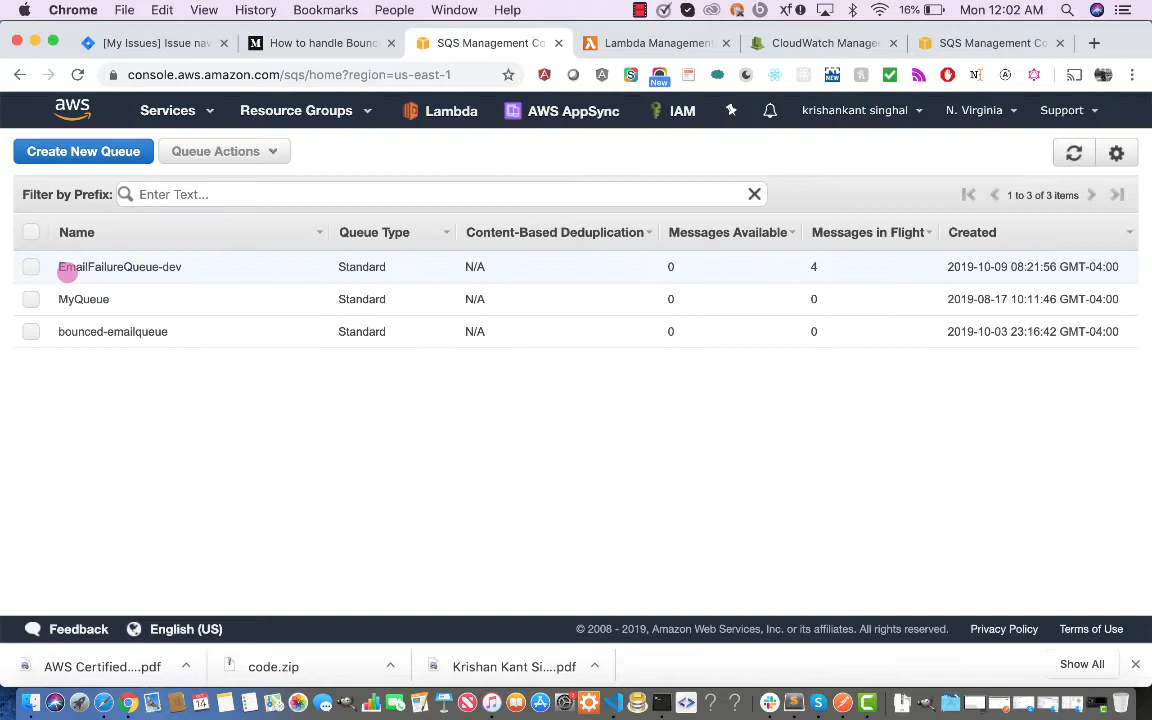 Chrome File Edit View History Bookmarks People Window Help 16% Mon 12:02 AM
[My Issues] Issue nav How to handle Boun SQS Management Co Lambda Management CloudWatch Manage SQS Management Co
console.aws.amazon.com/sqs/home?region=us-east-1
New NEW
aws Services Resource Groups Lambda AWS AppSync IAM krishankant singhal N. Virginia Support
Create New Queue Queue Actions
Filter by Prefix: Enter Text... 1 to 3 of 3 items
Name Queue Type Content-Based Deduplication Messages Available Messages in Flight Created
EmailFailureQueue-dev Standard N/A 0 4 2019-10-09 08:21:56 GMT-04:00
MyQueue Standard N/A 0 0 2019-08-17 10:11:46 GMT-04:00
bounced-emailqueue Standard N/A 0 0 2019-10-03 23:16:42 GMT-04:00
Feedback English (US) © 2008 - 2019, Amazon Web Services, Inc. or its affiliates. All rights reserved. Privacy Policy Terms of Use
AWS Certified....pdf code.zip Krishan Kant Si....pdf Show All